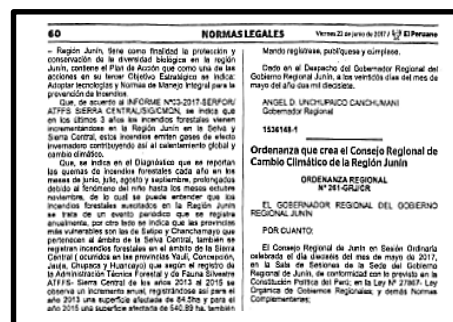 60
NORMAS LEGALES
Viernes 23 de junio de 2017 / El Peruano
– Región Junín, tiene como finalidad la protección y
conservación de la diversidad biológica en la región
Junín, contiene el Plan de Acción que como una de las
acciones en su tercer Objetivo Estratégico se indica:
Adoptar tecnologías y Normas de Manejo Integral para la
prevención de Incendios.
Que, de acuerdo al INFORME N°03-2017-SERFOR/
ATFFS SIERRA CENTRAL/SIG/CMQN, se indica que
en los últimos 3 años los incendios forestales vienen
incrementándose en la Región Junín en la Selva y
Sierra Central, estos incendios emiten gases de efecto
invernadero contribuyendo así al calentamiento global y
cambio climático.
Que, se indica en el Diagnóstico que se reportan
las quemas de incendios forestales cada año en los
meses de junio, julio, agosto y septiembre, prolongados
debido al fenómeno del niño hasta los meses octubre
noviembre, de lo cual se puede entender que los
incendios forestales suscitados en la Región Junín
se trata de un evento periódico que se registra
anualmente, por otro lado se indica que las provincias
más vulnerables son las de Satipo y Chanchamayo que
pertenecen al ámbito de la Selva Central, también se
registran incendios forestales en el ámbito de la Sierra
Central ( ocurridos en las provincias Yauli, Concepción,
Jauja, Chupaca y Huancayo) que según el registro de
la Administración Técnica Forestal y de Fauna Silvestre
ATFFS- Sierra Central de los años 2013 al 2015 se
observa un incremento anual, registrándose así para el
año 2013 una superficie afectada de 84.5ha y para el
año 2015 una superficie afectada de 540.89 ha, también
Mando regístrese, publíquese y cúmplase.
Dado en el Despacho del Gobernador Regional del
Gobierno Regional Junín, a los veintidós días del mes de
mayo del año dos mil diecisiete.
ANGEL D. UNCHUPAICO CANCHUMANI
Gobernador Regional
1536148-1
Ordenanza que crea el Consejo Regional de
Cambio Climático de la Región Junín
ORDENANZA REGIONAL
N° 261-GRJ/CR
EL GOBERNADOR REGIONAL DEL GOBIERNO
REGIONAL JUNÍN
POR CUANTO:
El Consejo Regional de Junín en Sesión Ordinaria
celebrada el día dieciséis del mes de mayo de 2017,
en la Sala de Sesiones de la Sede del Gobierno
Regional de Junín, de conformidad con lo previsto en la
Constitución Política del Perú; en la Ley N° 27867- Ley
Orgánica de Gobiernos Regionales; y demás Normas
Complementarias;